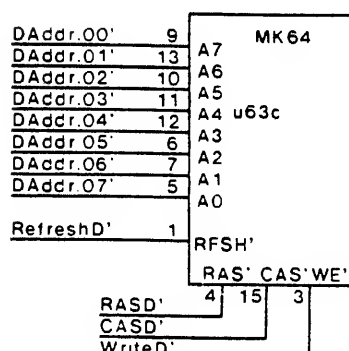 DAddr.00' 9 MK64
DAddr.01' 13 A7
DAddr.02' 10 A6
DAddr.03' 11 A5
DAddr.04' 12 A4 u63c
DAddr.05' 6 A3
DAddr.06' 7 A2
DAddr.07' 5 A1
A0
RefreshD' 1
RFSH'
RAS' CAS' WE'
4 15 3
RASD'
CASD'
WriteD'